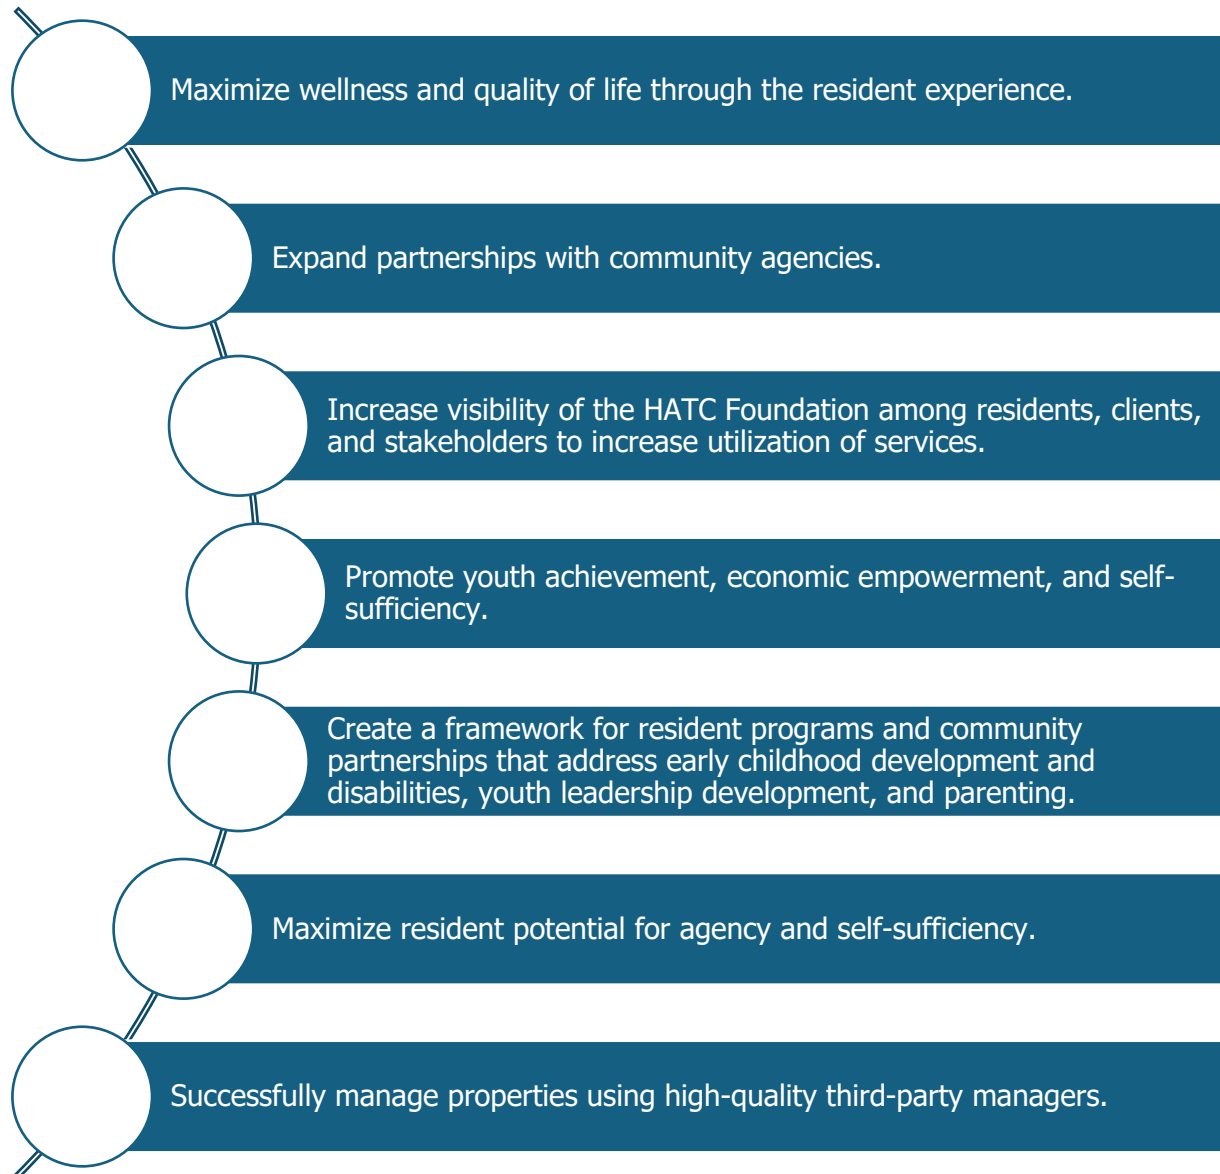 Maximize wellness and quality of life through the resident experience.
Expand partnerships with community agencies.
Increase visibility of the HATC Foundation among residents, clients,
and stakeholders to increase utilization of services.
Promote youth achievement, economic empowerment, and self-
sufficiency.
Create a framework for resident programs and community
partnerships that address early childhood development and
disabilities, youth leadership development, and parenting.
Maximize resident potential for agency and self-sufficiency.
Successfully manage properties using high-quality third-party managers.